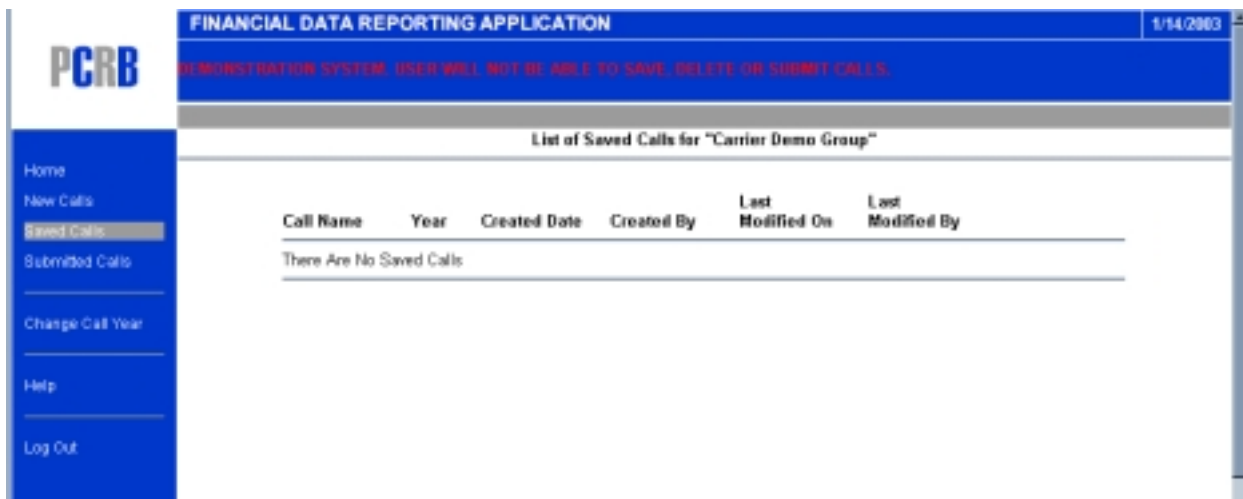 FINANCIAL DATA REPORTING APPLICATION 1/14/2003
PCRB
DEMONSTRATION SYSTEM. USER WILL NOT BE ABLE TO SAVE, DELETE OR SUBMIT CALLS.
List of Saved Calls for "Carrier Demo Group"
Home
New Calls
Saved Calls
Submitted Calls
Change Call Year
Help
Log Out
Call Name Year Created Date Created By Last Modified On Last Modified By
There Are No Saved Calls